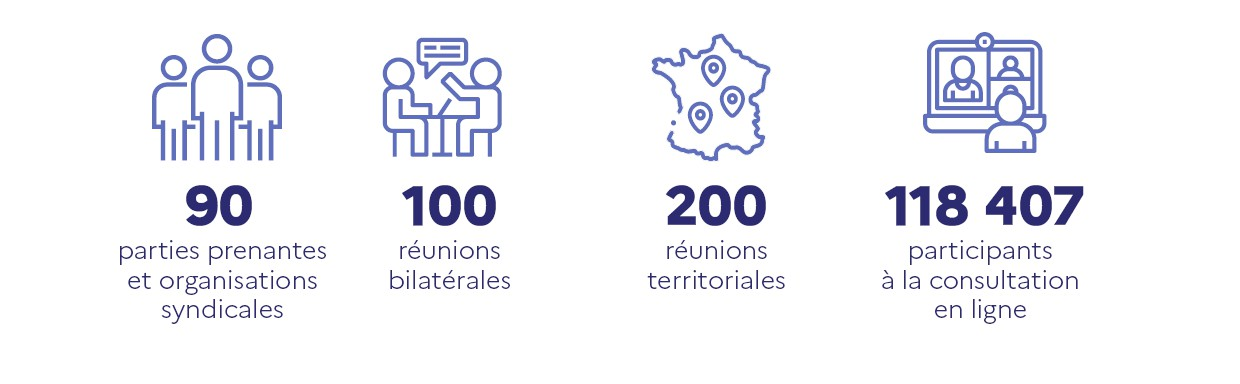 90
parties prenantes
et organisations
syndicales
100
réunions
bilatérales
200
réunions
territoriales
118 407
participants
à la consultation
en ligne